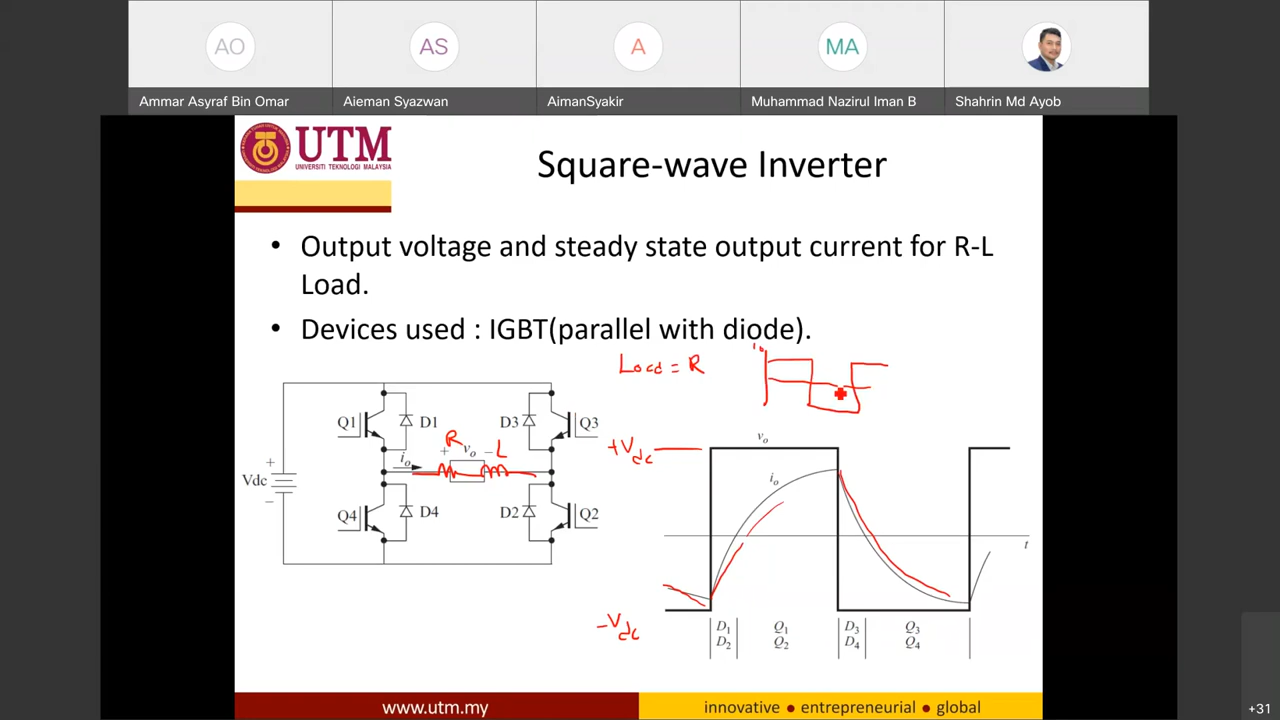 AO
AS
A
MA
Ammar Asyraf Bin Omar
Aieman Syazwan
AimanSyakir
Muhammad Nazirul Iman B
Shahrin Md Ayob
UTM
UNIVERSITI TEKNOLOGI MALAYSIA
Square-wave Inverter
• Output voltage and steady state output current for R-L
Load.
• Devices used : IGBT(parallel with diode).
Load = R
io
Q1 D1 D3 Q3
R L
+ vo −
io
Vdc
+
−
Q4 D4 D2 Q2
+Vdc
vo
io
t
−Vdc
D1 Q1 D3 Q3
D2 Q2 D4 Q4
www.utm.my
innovative ● entrepreneurial ● global
+31